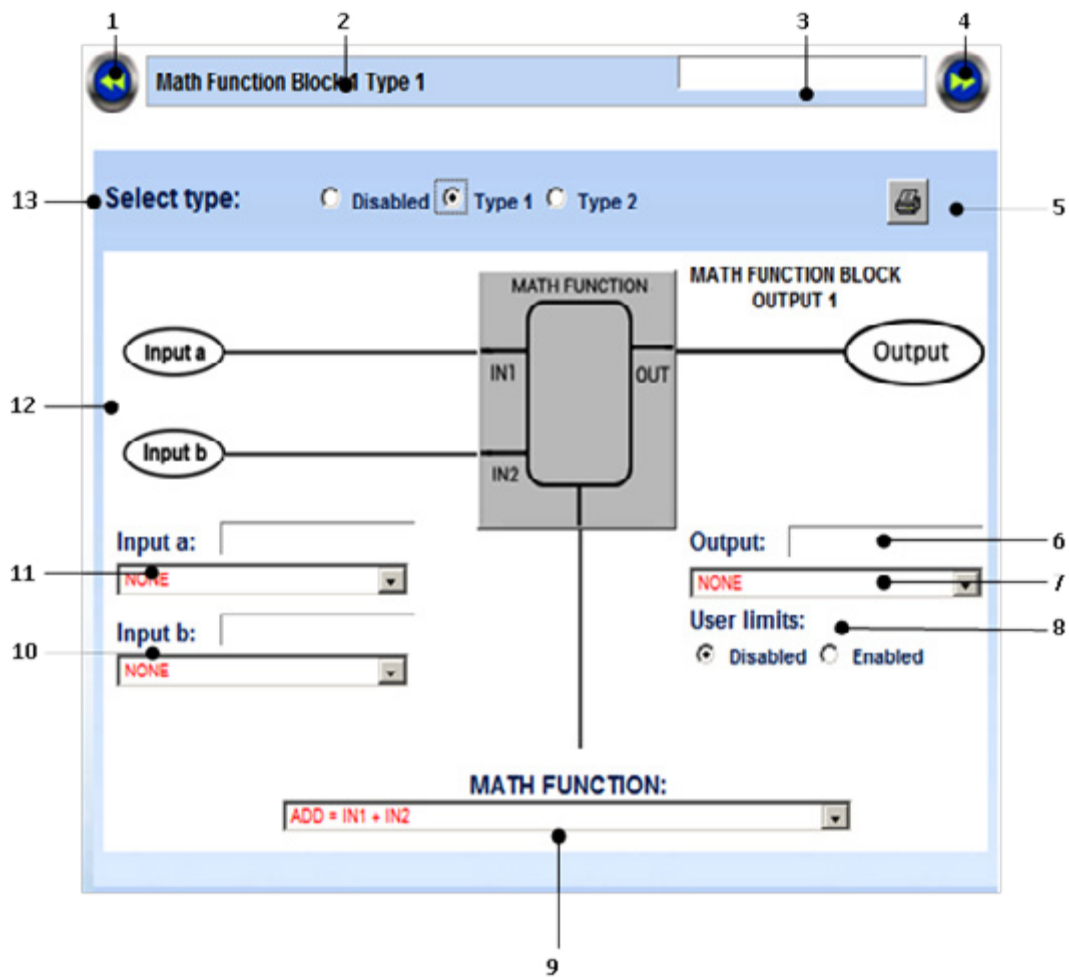 1 2 3 4
Math Function Block 1 Type 1
13 Select type: Disabled Type 1 Type 2 5
MATH FUNCTION
MATH FUNCTION BLOCK
OUTPUT 1
Input a Output
IN1 OUT
12
Input b
IN2
Input a: Output: 6
11 NONE NONE 7
Input b: User limits: 8
10 NONE Disabled Enabled
MATH FUNCTION:
ADD = IN1 + IN2
9